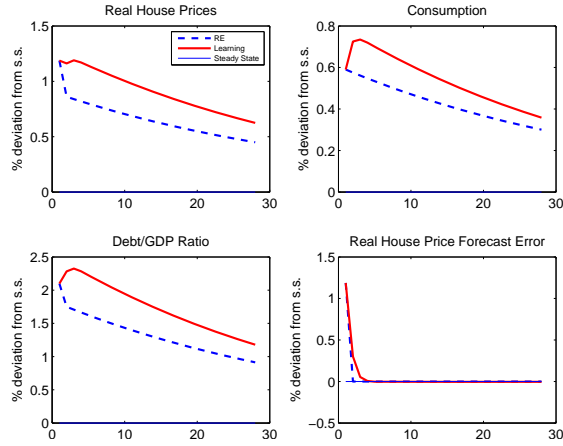 Real House Prices
% deviation from s.s.
1.5
1
0.5
0
0 10 20 30
RE
Learning
Steady State
Consumption
% deviation from s.s.
0.8
0.6
0.4
0.2
0
0 10 20 30
Debt/GDP Ratio
% deviation from s.s.
2.5
2
1.5
1
0.5
0
0 10 20 30
Real House Price Forecast Error
% deviation from s.s.
1.5
1
0.5
0
−0.5
0 10 20 30